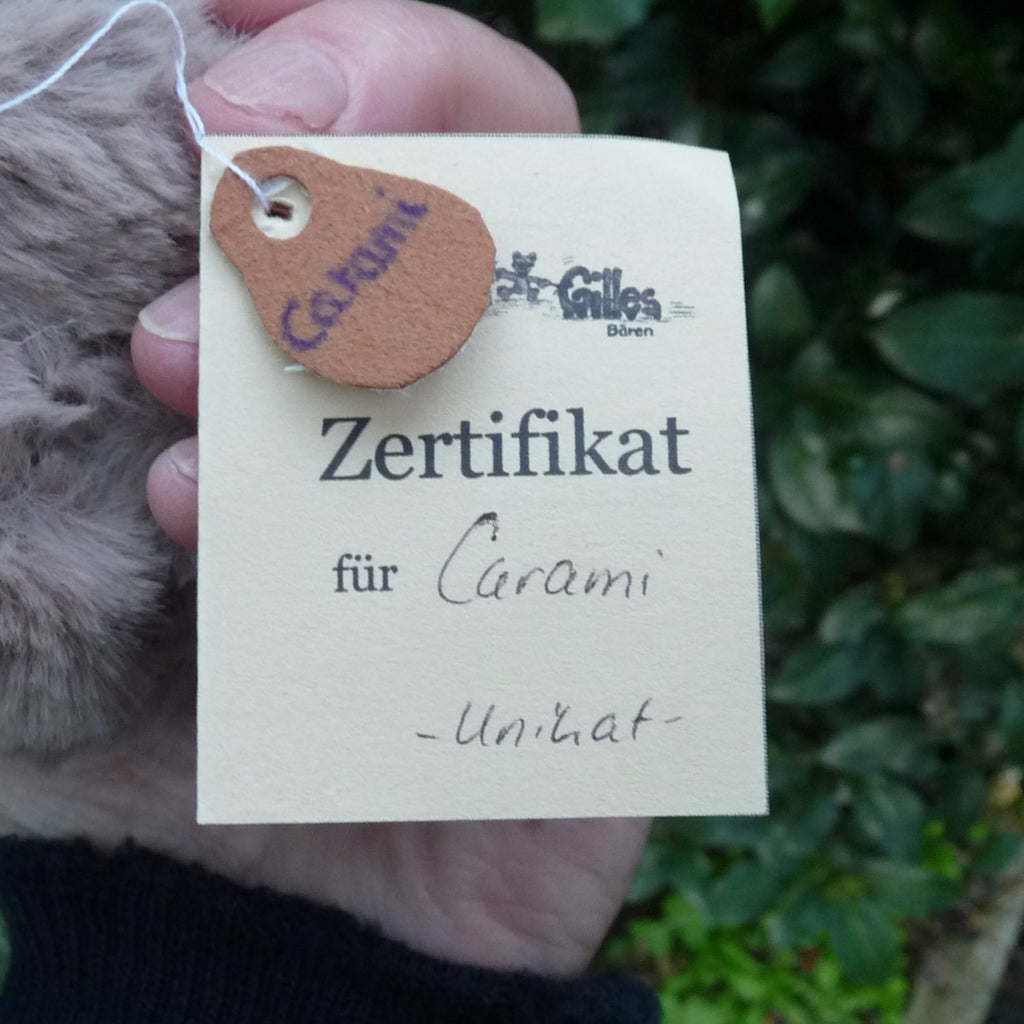 Carami
Gilles
Bären
Zertifikat
für Carami
- Unikat -